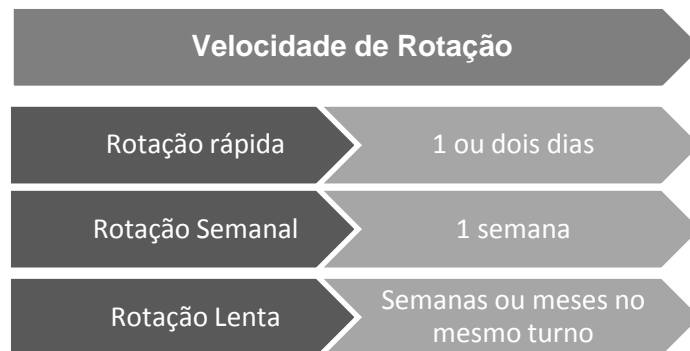 Velocidade de Rotação
Rotação rápida
1 ou dois dias
Rotação Semanal
1 semana
Rotação Lenta
Semanas ou meses no
mesmo turno